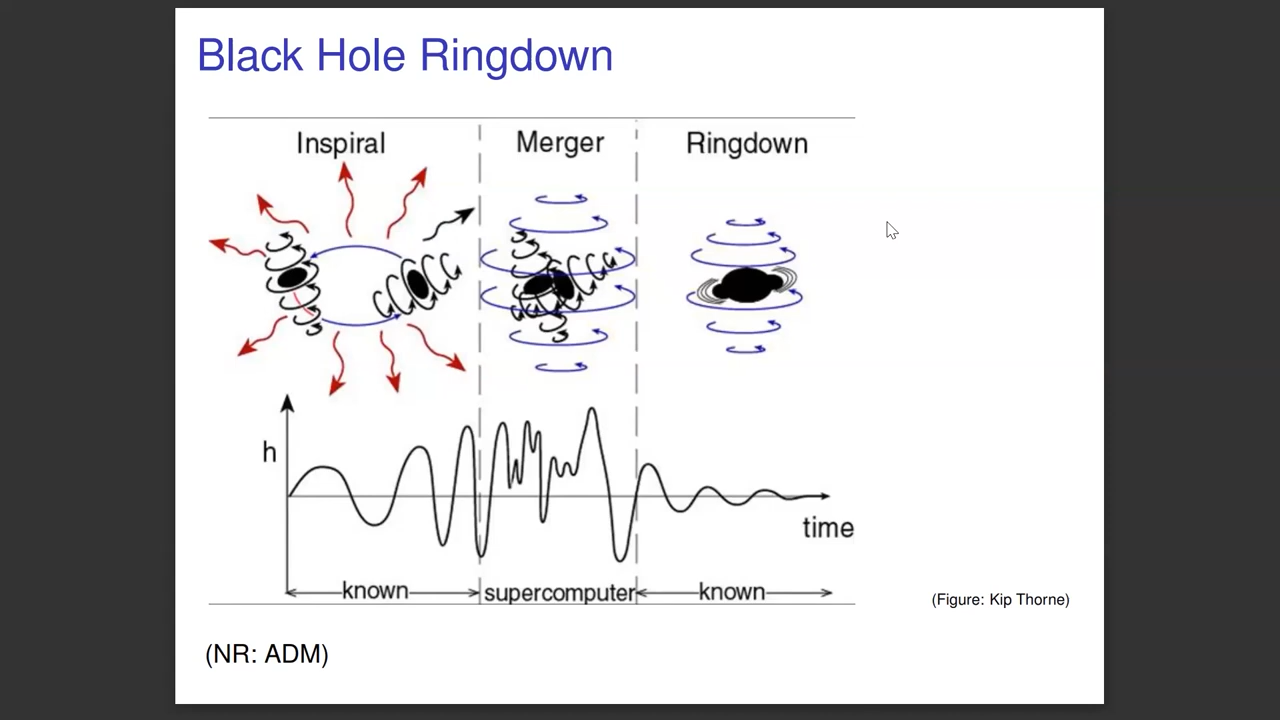 Black Hole Ringdown
Inspiral Merger Ringdown
h
time
known supercomputer known
(Figure: Kip Thorne)
(NR: ADM)